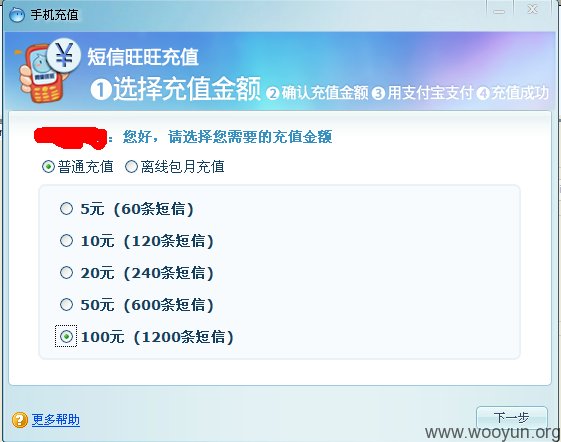 手机充值
¥
短信旺旺充值
①选择充值金额 ②确认充值金额 ③用支付宝支付 ④充值成功
：您好，请选择您需要的充值金额
普通充值 离线包月充值
5元（60条短信）
10元（120条短信）
20元（240条短信）
50元（600条短信）
100元（1200条短信）
更多帮助
下一步
www.wooyun.org